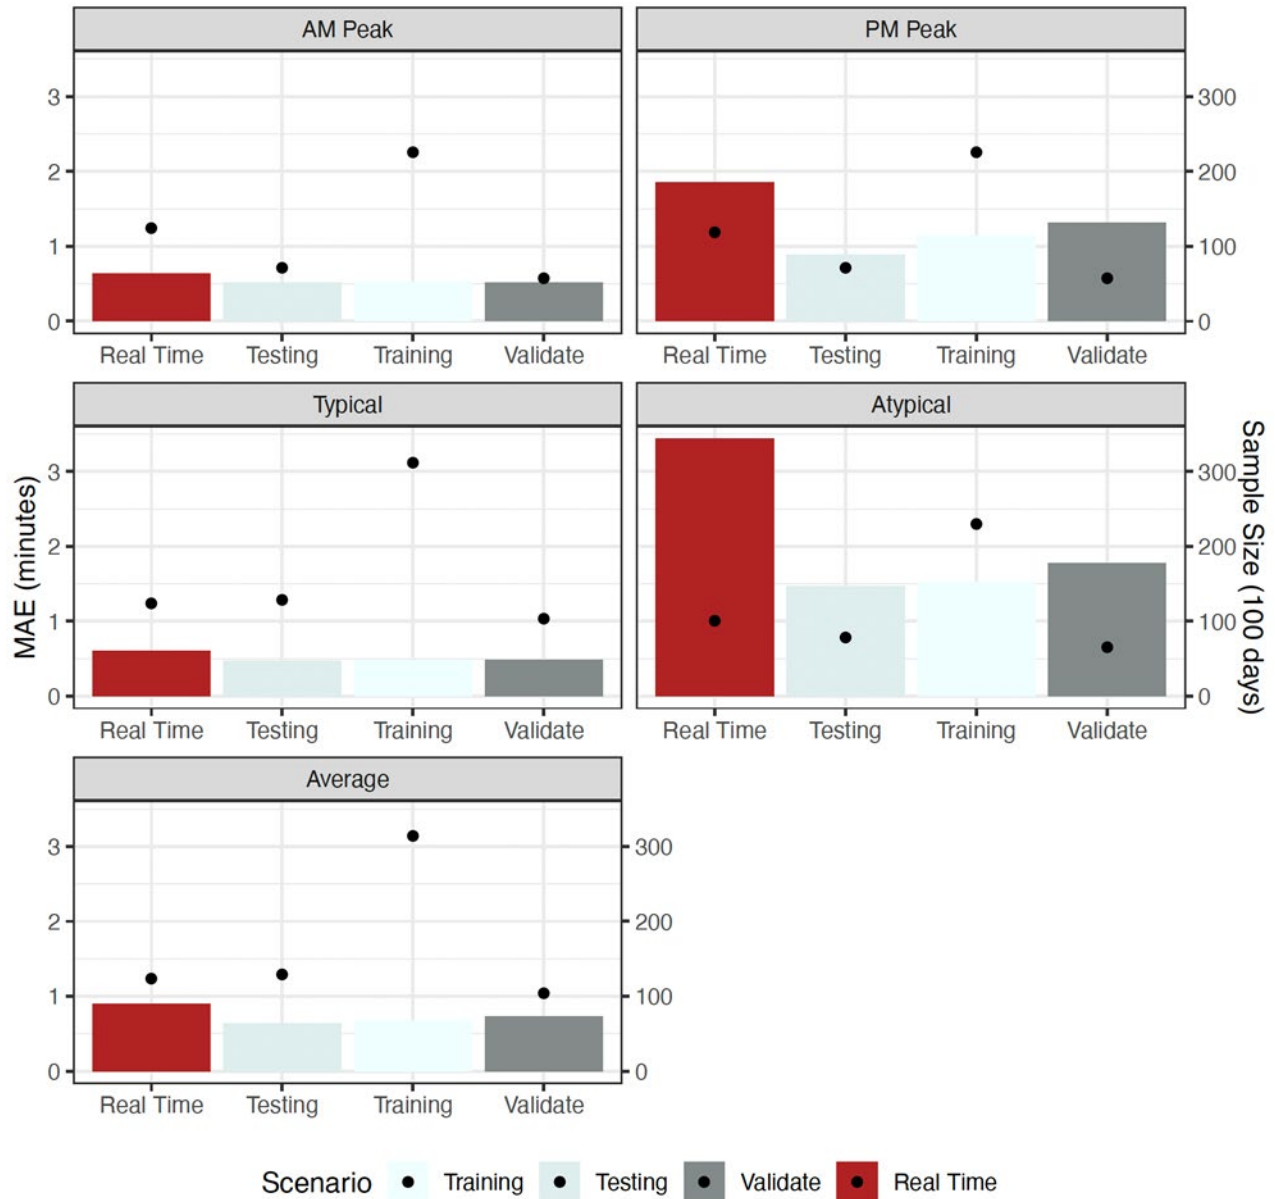 AM Peak
PM Peak
3
2
1
0
300
200
100
0
Real Time Testing Training Validate
Real Time Testing Training Validate
Typical
Atypical
MAE (minutes)
3
2
1
0
300
200
100
0
Sample Size (100 days)
Real Time Testing Training Validate
Real Time Testing Training Validate
Average
3
2
1
0
300
200
100
0
Real Time Testing Training Validate
Scenario Training Testing Validate Real Time